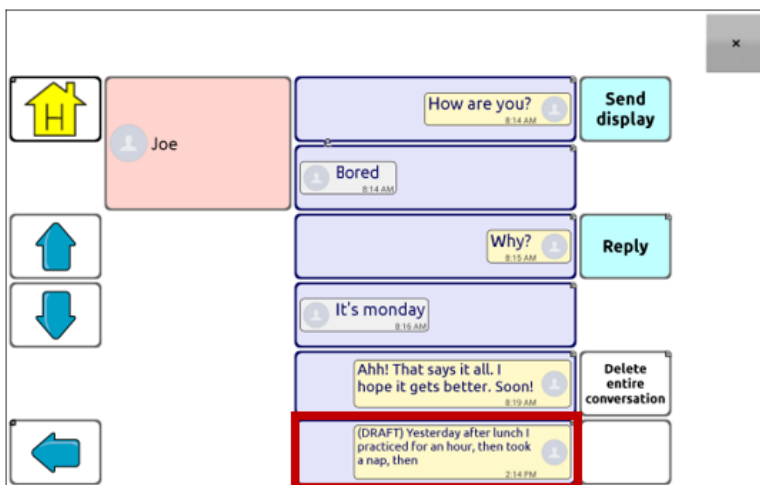 ×
H
Joe
How are you?
8:14 AM
Send
display
Bored
8:14 AM
Why?
8:15 AM
Reply
It's monday
8:16 AM
Ahh! That says it all. I
hope it gets better. Soon!
8:19 AM
Delete
entire
conversation
(DRAFT) Yesterday after lunch I
practiced for an hour, then took
a nap, then
2:14 PM